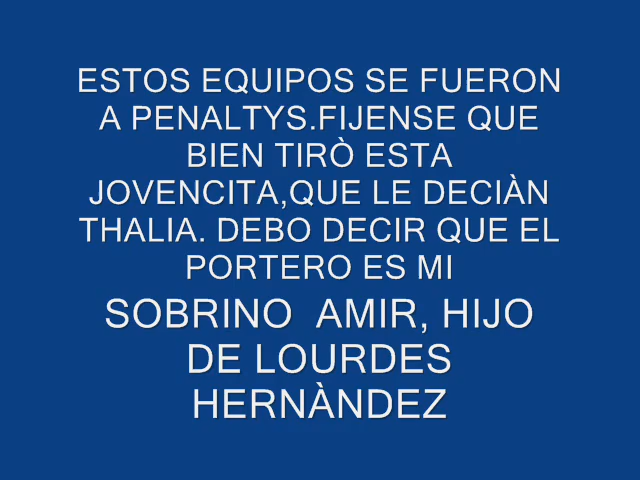 ESTOS EQUIPOS SE FUERON
A PENALTYS.FIJENSE QUE
BIEN TIRÒ ESTA
JOVENCITA,QUE LE DECIÀN
THALIA. DEBO DECIR QUE EL
PORTERO ES MI
SOBRINO  AMIR, HIJO
DE LOURDES
HERNÀNDEZ